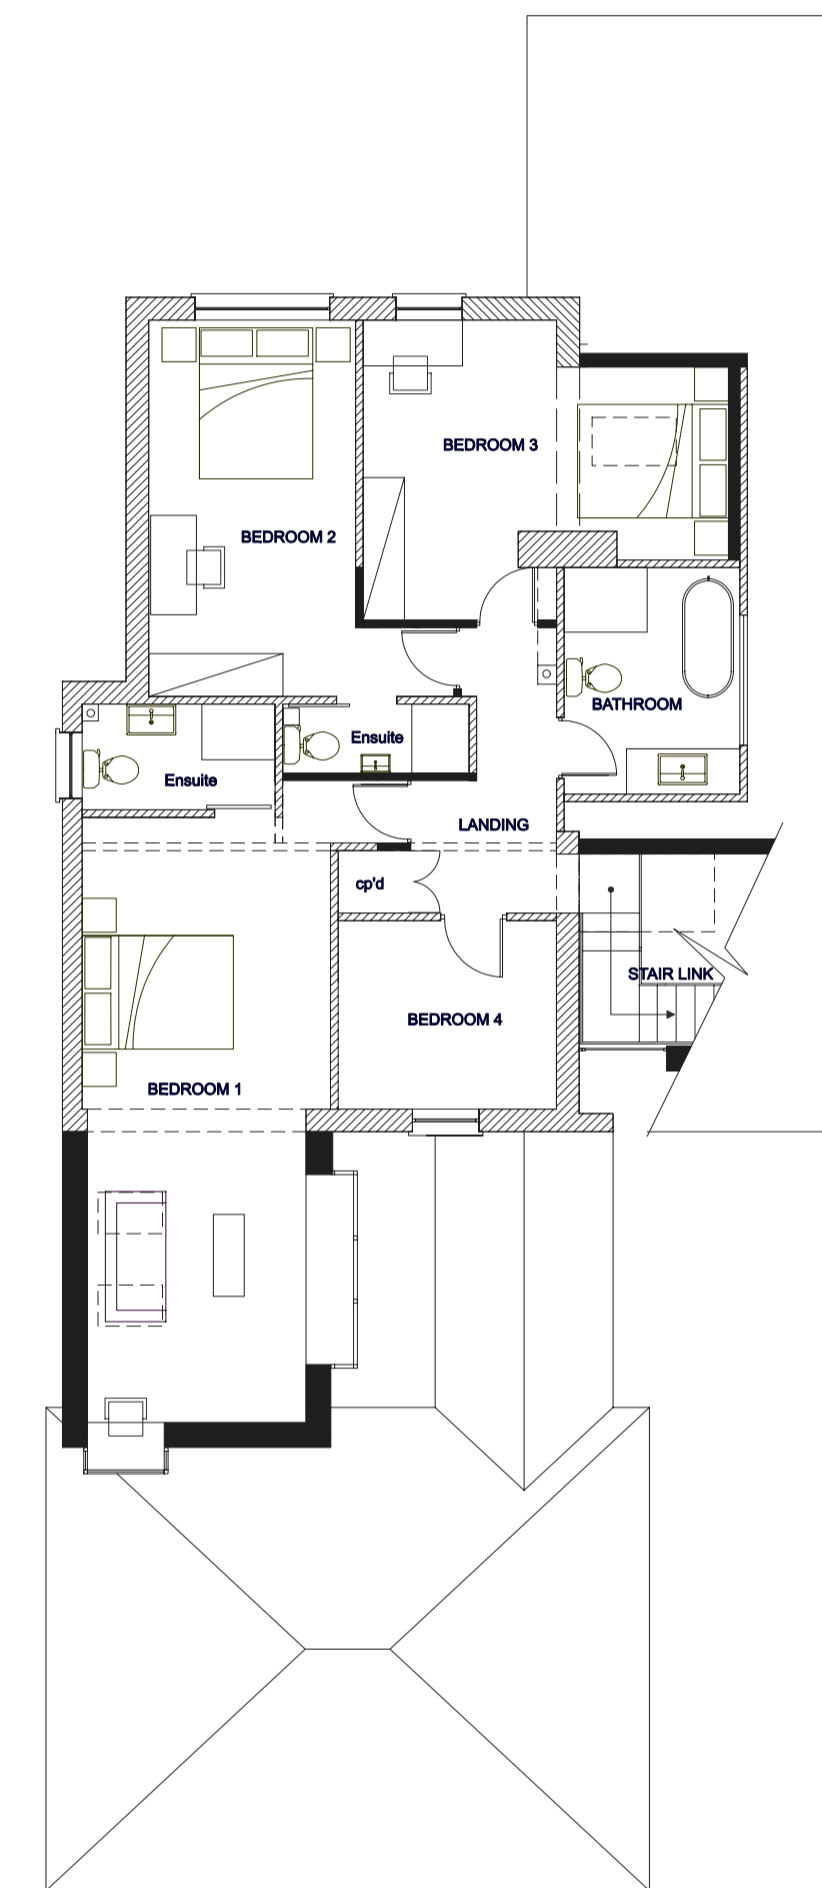 BEDROOM 3
BEDROOM 2
BATHROOM
Ensuite
Ensuite
LANDING
cp'd
STAIR LINK
BEDROOM 4
BEDROOM 1